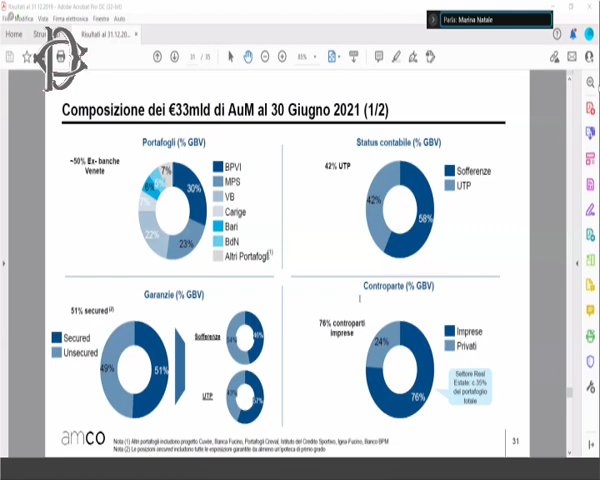 Risultati al 31.12.2019 - Adobe Acrobat Pro DC (32-bit)
File Modifica Vista Firma elettronica Finestra Aiuto
Parla: Marina Natale
Home Stru Risultati al 31.12.20... ×
31 / 35 85%
Composizione dei €33mld di AuM al 30 Giugno 2021 (1/2)
Portafogli (% GBV)
~50% Ex- banche
Venete
7%
30%
23%
22%
7%
BPVI
MPS
VB
Carige
Bari
BdN
Altri Portafogli(1)
Status contabile (% GBV)
42% UTP
42%
58%
Sofferenze
UTP
Garanzie (% GBV)
51% secured (2)
Secured
Unsecured
49%
51%
Sofferenze
UTP
57%
Controparte (% GBV)
76% controparti
imprese
24%
76%
Imprese
Privati
Settore Real
Estate: c.35%
del portafoglio
totale
amco
Nota (1) Altri portafogli includono progetto Cuvée, Banca Fucino, Portafogli Creval, Istituto del Credito Sportivo, Igea Fucino, Banco BPM
Nota (2) Le posizioni secured includono tutte le esposizioni garantite da almeno un'ipoteca di primo grado
31